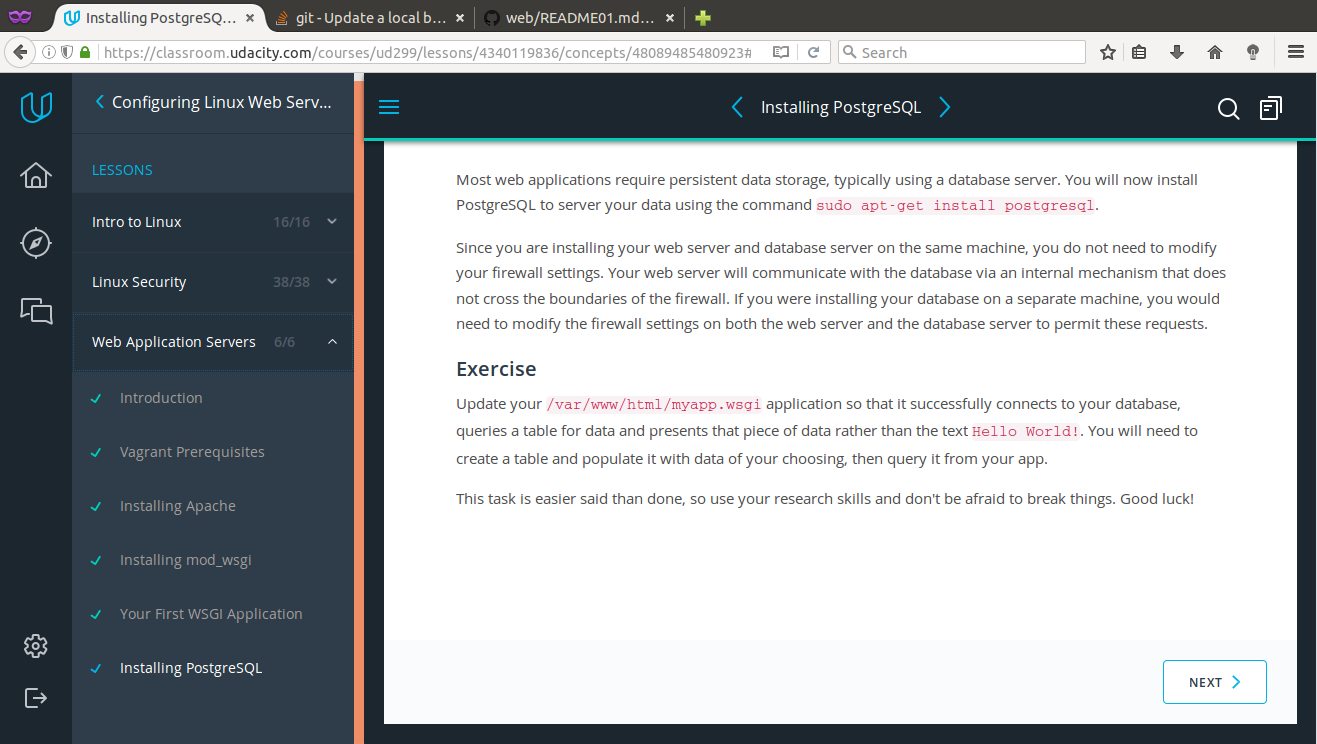 Installing PostgreSQ... ×
git - Update a local b... ×
web/README01.md... ×
https://classroom.udacity.com/courses/ud299/lessons/4340119836/concepts/48089485480923#
Search
Configuring Linux Web Serv...
Installing PostgreSQL
LESSONS
Intro to Linux 16/16
Linux Security 38/38
Web Application Servers 6/6
Introduction
Vagrant Prerequisites
Installing Apache
Installing mod_wsgi
Your First WSGI Application
Installing PostgreSQL
Most web applications require persistent data storage, typically using a database server. You will now install
PostgreSQL to server your data using the command sudo apt-get install postgresql.
Since you are installing your web server and database server on the same machine, you do not need to modify
your firewall settings. Your web server will communicate with the database via an internal mechanism that does
not cross the boundaries of the firewall. If you were installing your database on a separate machine, you would
need to modify the firewall settings on both the web server and the database server to permit these requests.
Exercise
Update your /var/www/html/myapp.wsgi application so that it successfully connects to your database,
queries a table for data and presents that piece of data rather than the text Hello World!. You will need to
create a table and populate it with data of your choosing, then query it from your app.
This task is easier said than done, so use your research skills and don't be afraid to break things. Good luck!
NEXT